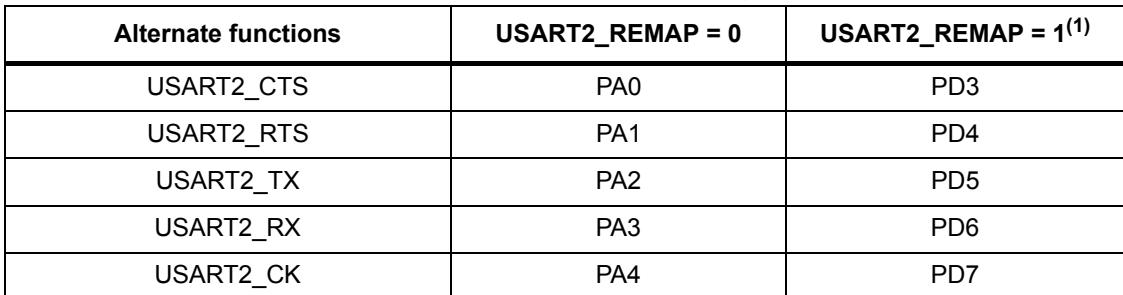 Alternate functions USART2_REMAP = 0 USART2_REMAP = 1(1)
USART2_CTS PA0 PD3
USART2_RTS PA1 PD4
USART2_TX PA2 PD5
USART2_RX PA3 PD6
USART2_CK PA4 PD7